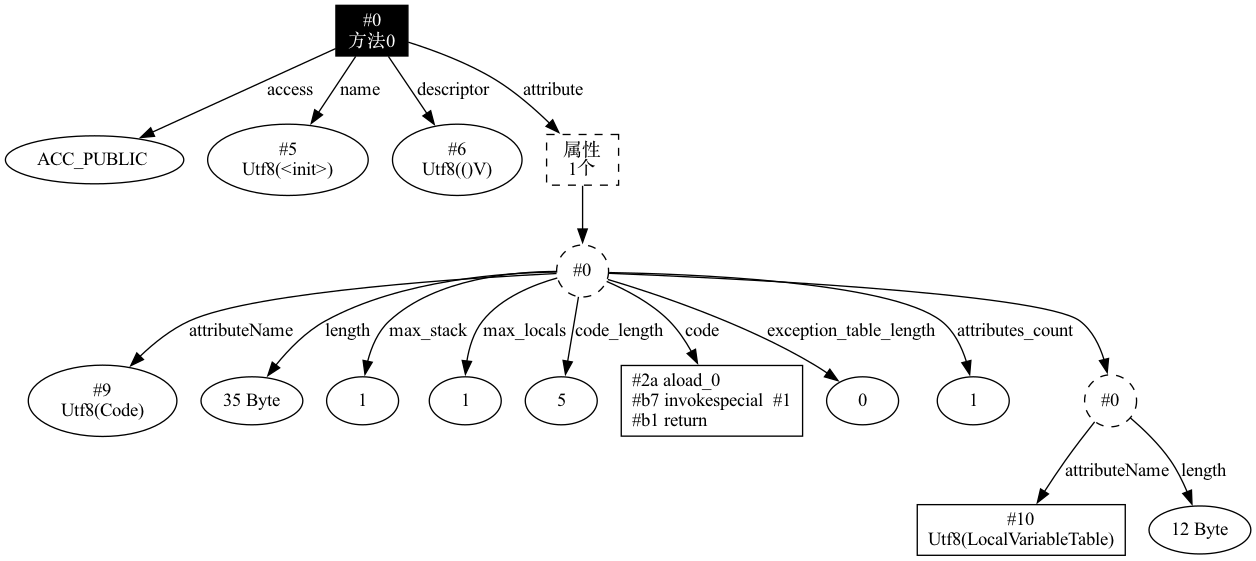 #0
方法0
access
name
descriptor
attribute
ACC_PUBLIC
#5
Utf8(<init>)
#6
Utf8(()V)
属性
1个
#0
attributeName
length
max_stack
max_locals
code_length
code
exception_table_length
attributes_count
#9
Utf8(Code)
35 Byte
1
1
5
#2a aload_0
#b7 invokespecial  #1
#b1 return
0
1
#0
attributeName
length
#10
Utf8(LocalVariableTable)
12 Byte